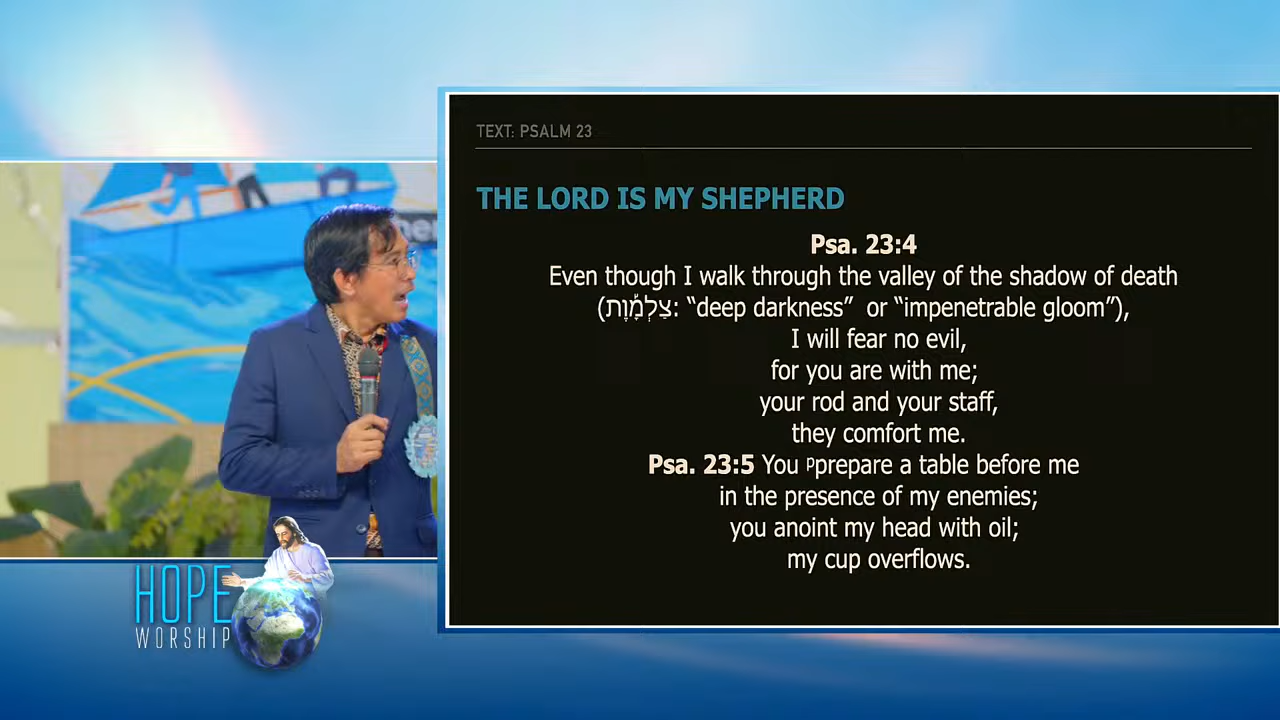 TEXT: PSALM 23
THE LORD IS MY SHEPHERD
Psa. 23:4
Even though I walk through the valley of the shadow of death
(צַלְמָ֡וֶת: “deep darkness”  or “impenetrable gloom”),
I will fear no evil,
for you are with me;
your rod and your staff,
they comfort me.
Psa. 23:5 You ᵖprepare a table before me
in the presence of my enemies;
you anoint my head with oil;
my cup overflows.
HOPE
WORSHIP